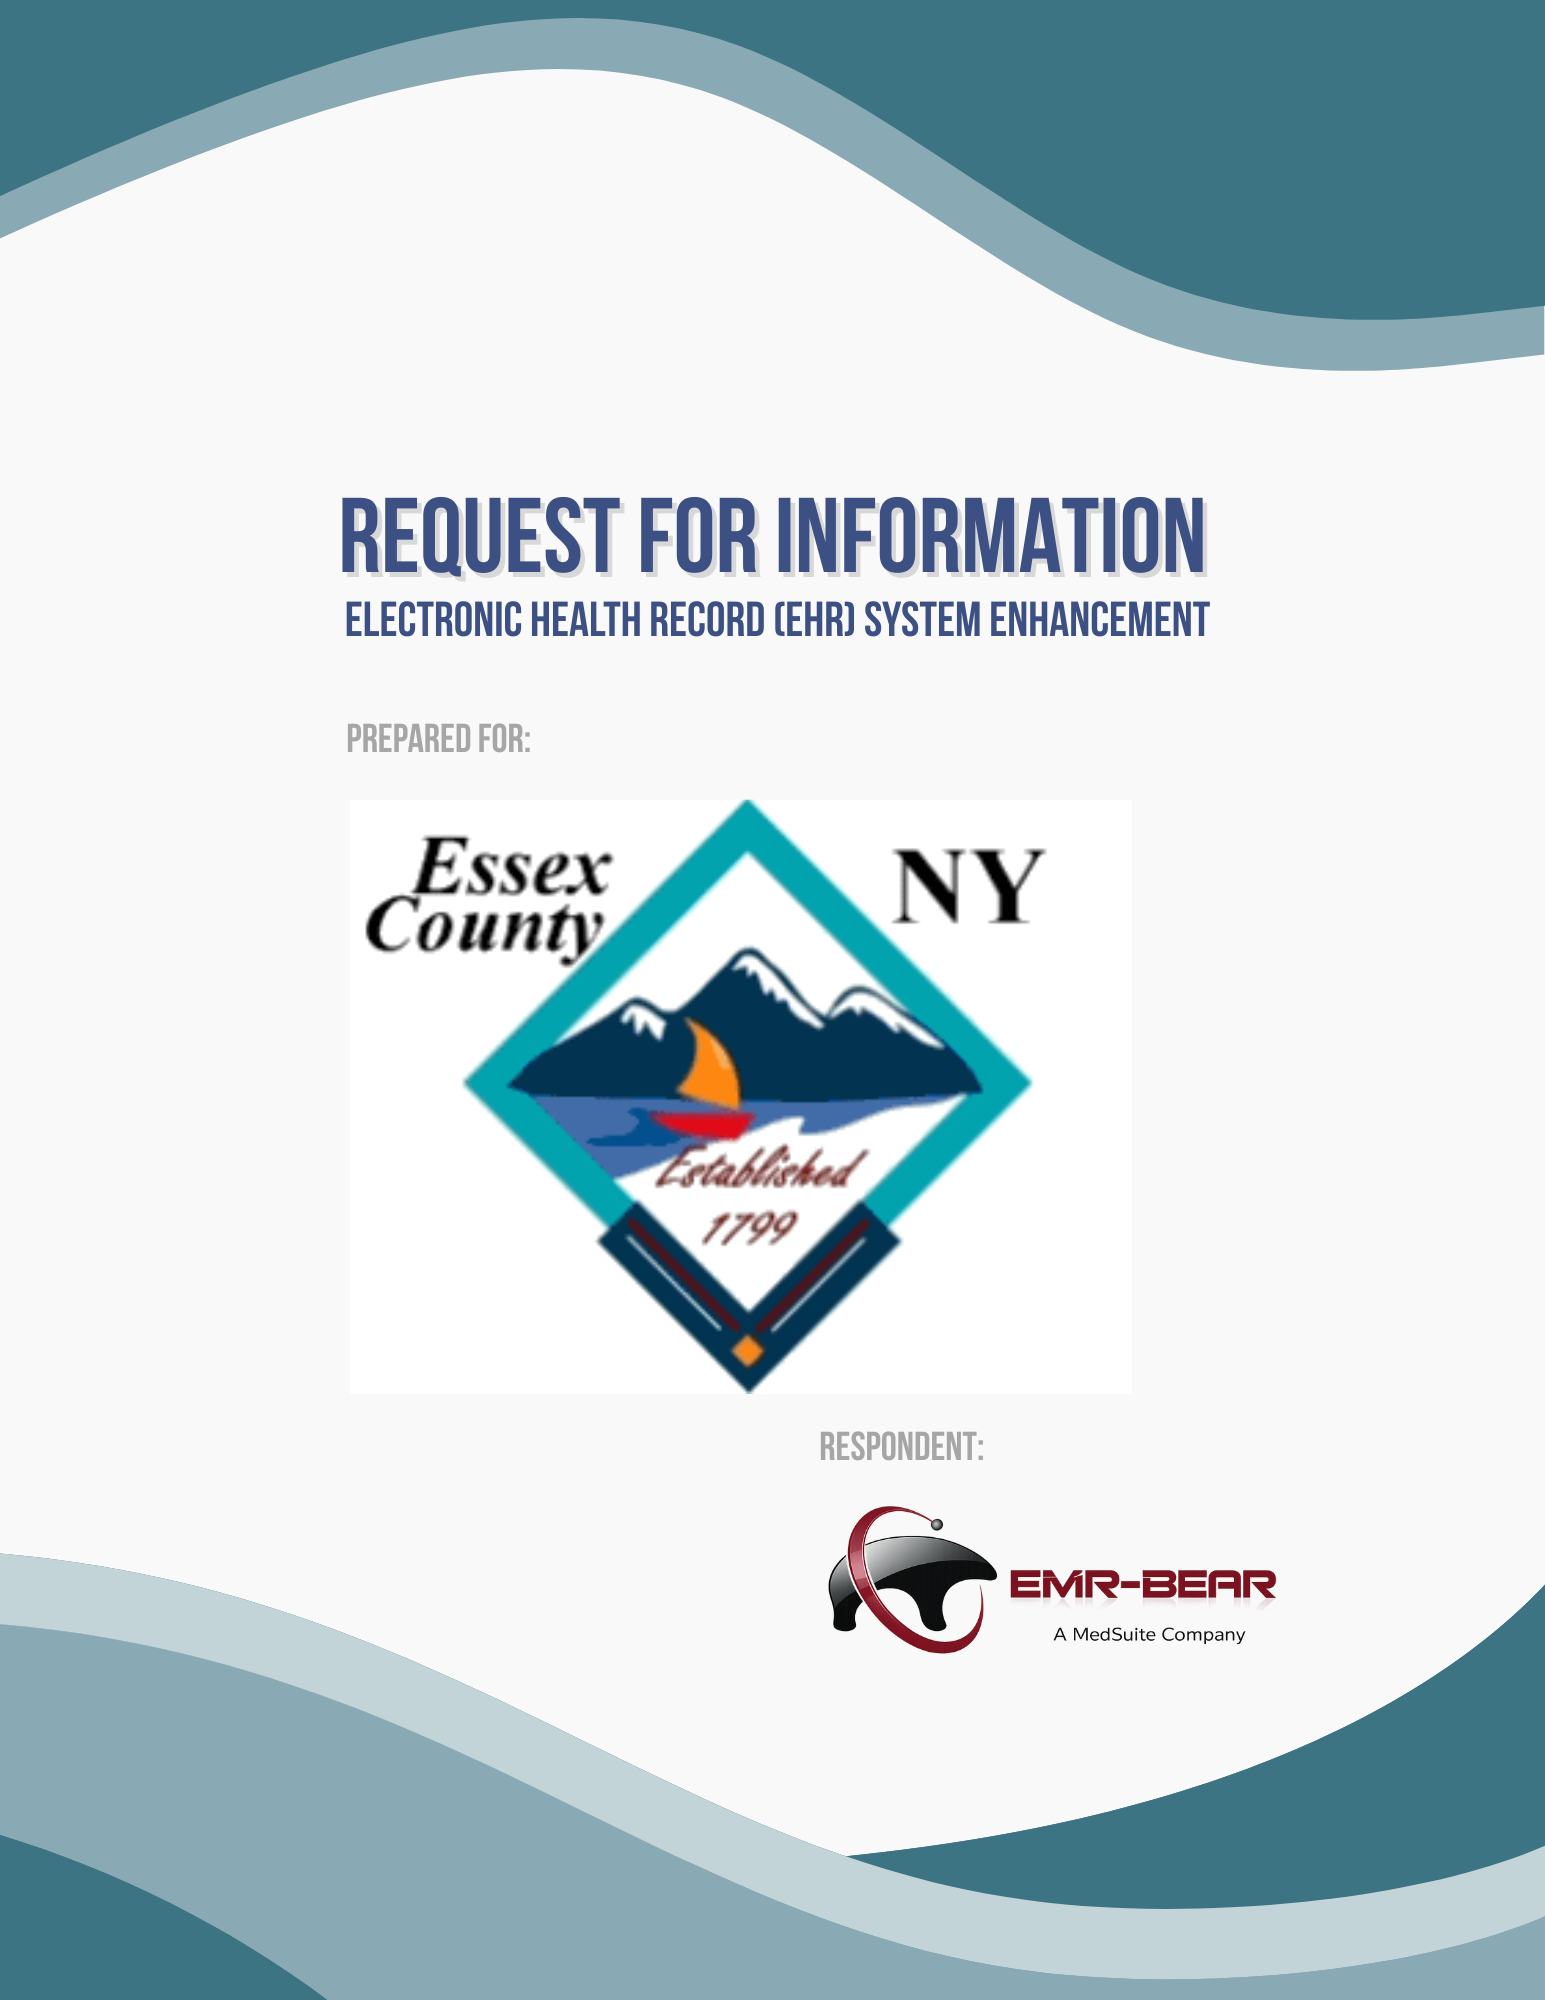 REQUEST FOR INFORMATION
ELECTRONIC HEALTH RECORD (EHR) SYSTEM ENHANCEMENT
PREPARED FOR:
Essex
County
NY
Established
1799
RESPONDENT:
EMR-BEAR
A MedSuite Company